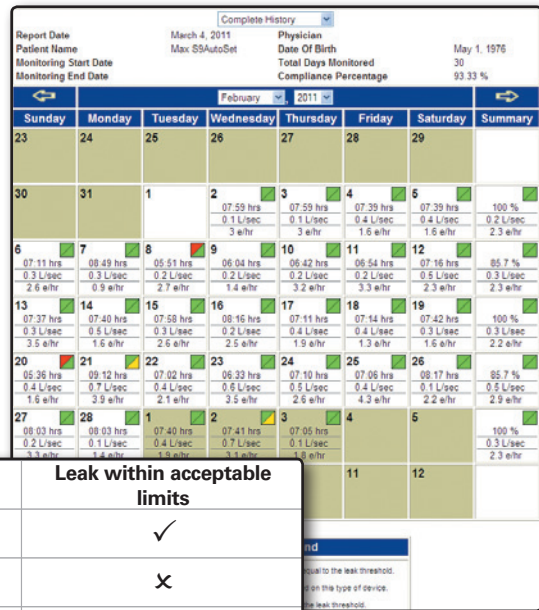 Complete History
Report Date March 4, 2011 Physician
Patient Name Max S9AutoSet Date Of Birth May 1, 1976
Monitoring Start Date Total Days Monitored 30
Monitoring End Date Compliance Percentage 93.33 %
February , 2011
Sunday Monday Tuesday Wednesday Thursday Friday Saturday Summary
23 24 25 26 27 28 29
30 31 1 2 3 4 5
07:59 hrs 07:59 hrs 07:39 hrs 07:39 hrs 100 %
0.1 L/sec 0.1 L/sec 0.4 L/sec 0.4 L/sec 0.2 L/sec
3 e/hr 3 e/hr 1.6 e/hr 1.6 e/hr 2.3 e/hr
6 7 8 9 10 11 12
07:11 hrs 08:49 hrs 05:51 hrs 06:04 hrs 06:42 hrs 06:54 hrs 07:16 hrs 85.7 %
0.3 L/sec 0.3 L/sec 0.2 L/sec 0.2 L/sec 0.2 L/sec 0.2 L/sec 0.5 L/sec 0.3 L/sec
2.6 e/hr 0.9 e/hr 2.7 e/hr 1.4 e/hr 3.2 e/hr 3.3 e/hr 2.3 e/hr 2.3 e/hr
13 14 15 16 17 18 19
07:37 hrs 07:40 hrs 07:58 hrs 08:16 hrs 07:11 hrs 07:14 hrs 07:42 hrs 100 %
0.3 L/sec 0.5 L/sec 0.3 L/sec 0.2 L/sec 0.4 L/sec 0.4 L/sec 0.3 L/sec 0.3 L/sec
3.5 e/hr 1.6 e/hr 2.6 e/hr 2.5 e/hr 1.9 e/hr 1.3 e/hr 1.6 e/hr 2.2 e/hr
20 21 22 23 24 25 26
05:36 hrs 09:12 hrs 07:02 hrs 06:33 hrs 07:10 hrs 07:06 hrs 08:17 hrs 85.7 %
0.4 L/sec 0.7 L/sec 0.4 L/sec 0.6 L/sec 0.5 L/sec 0.4 L/sec 0.1 L/sec 0.5 L/sec
1.6 e/hr 3.9 e/hr 2.1 e/hr 3.5 e/hr 2.6 e/hr 4.3 e/hr 2.2 e/hr 2.9 e/hr
27 28 1 2 3 4 5
08:03 hrs 08:03 hrs 07:40 hrs 07:41 hrs 07:05 hrs 100 %
0.2 L/sec 0.1 L/sec 0.4 L/sec 0.7 L/sec 0.1 L/sec 0.3 L/sec
3.3 e/hr 1.4 e/hr 1.9 e/hr 3.1 e/hr 1.8 e/hr 2.3 e/hr
11 12
Leak within acceptable
limits
✓
x
nd
equal to the leak threshold.
on this type of device.
the leak threshold.